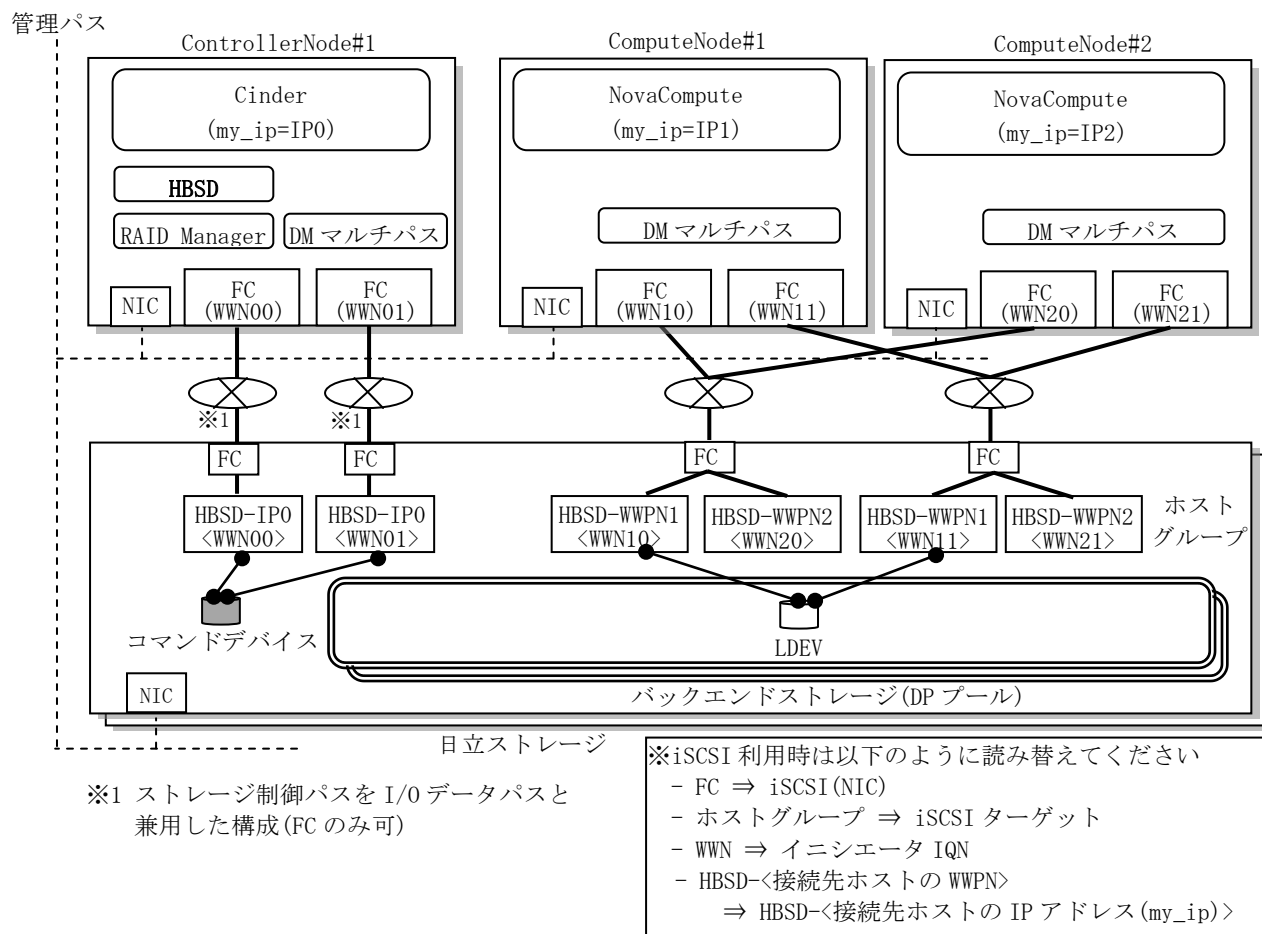 管理パス
ControllerNode#1
ComputeNode#1
ComputeNode#2
Cinder
(my_ip=IP0)
NovaCompute
(my_ip=IP1)
NovaCompute
(my_ip=IP2)
HBSD
RAID Manager
DM マルチパス
DM マルチパス
DM マルチパス
NIC
FC
(WWN00)
FC
(WWN01)
NIC
FC
(WWN10)
FC
(WWN11)
NIC
FC
(WWN20)
FC
(WWN21)
※1
※1
FC
FC
FC
FC
HBSD-IP0
<WWN00>
HBSD-IP0
<WWN01>
HBSD-WWPN1
<WWN10>
HBSD-WWPN2
<WWN20>
HBSD-WWPN1
<WWN11>
HBSD-WWPN2
<WWN21>
ホスト
グループ
コマンドデバイス
LDEV
NIC
バックエンドストレージ(DP プール)
日立ストレージ
※1 ストレージ制御パスを I/O データパスと
兼用した構成(FC のみ可)
※iSCSI 利用時は以下のように読み替えてください
- FC ⇒ iSCSI(NIC)
- ホストグループ ⇒ iSCSI ターゲット
- WWN ⇒ イニシエータ IQN
- HBSD-<接続先ホストの WWPN>
⇒ HBSD-<接続先ホストの IP アドレス(my_ip)>